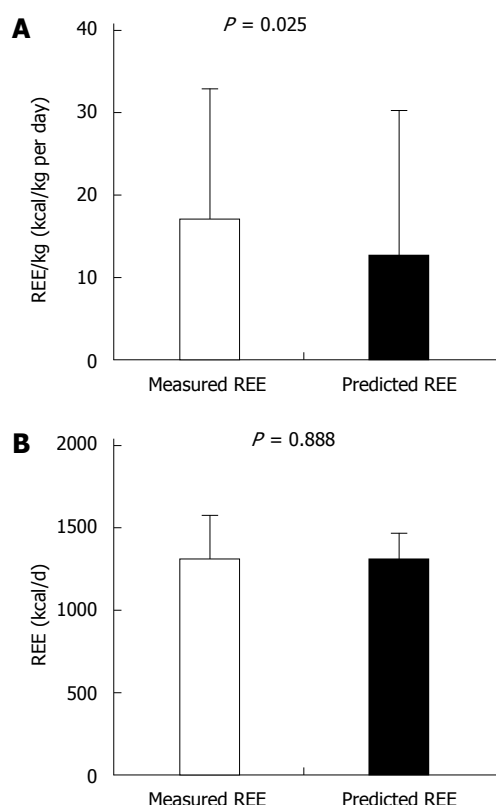 A
P = 0.025
REE/kg (kcal/kg per day)
40
30
20
10
0
Measured REE
Predicted REE
B
P = 0.888
REE (kcal/d)
2000
1500
1000
500
0
Measured REE
Predicted REE